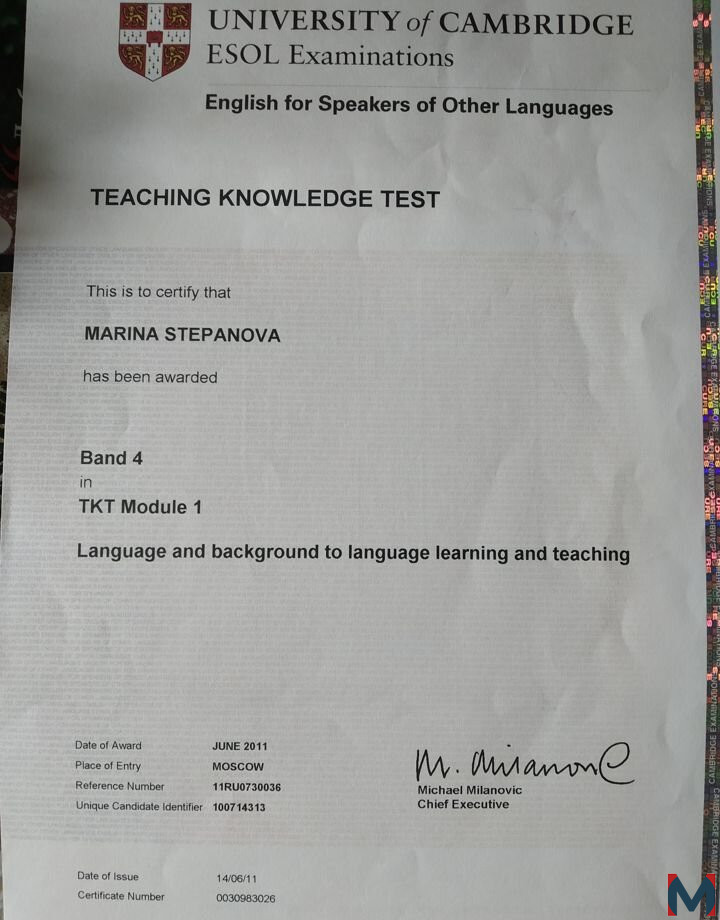 UNIVERSITY of CAMBRIDGE
ESOL Examinations
English for Speakers of Other Languages
TEACHING KNOWLEDGE TEST
This is to certify that
MARINA STEPANOVA
has been awarded
Band 4
in
TKT Module 1
Language and background to language learning and teaching
Date of Award JUNE 2011
Place of Entry MOSCOW
Reference Number 11RU0730036
Unique Candidate Identifier 100714313
M. Milanovic
Michael Milanovic
Chief Executive
Date of Issue 14/06/11
Certificate Number 0030983026
M